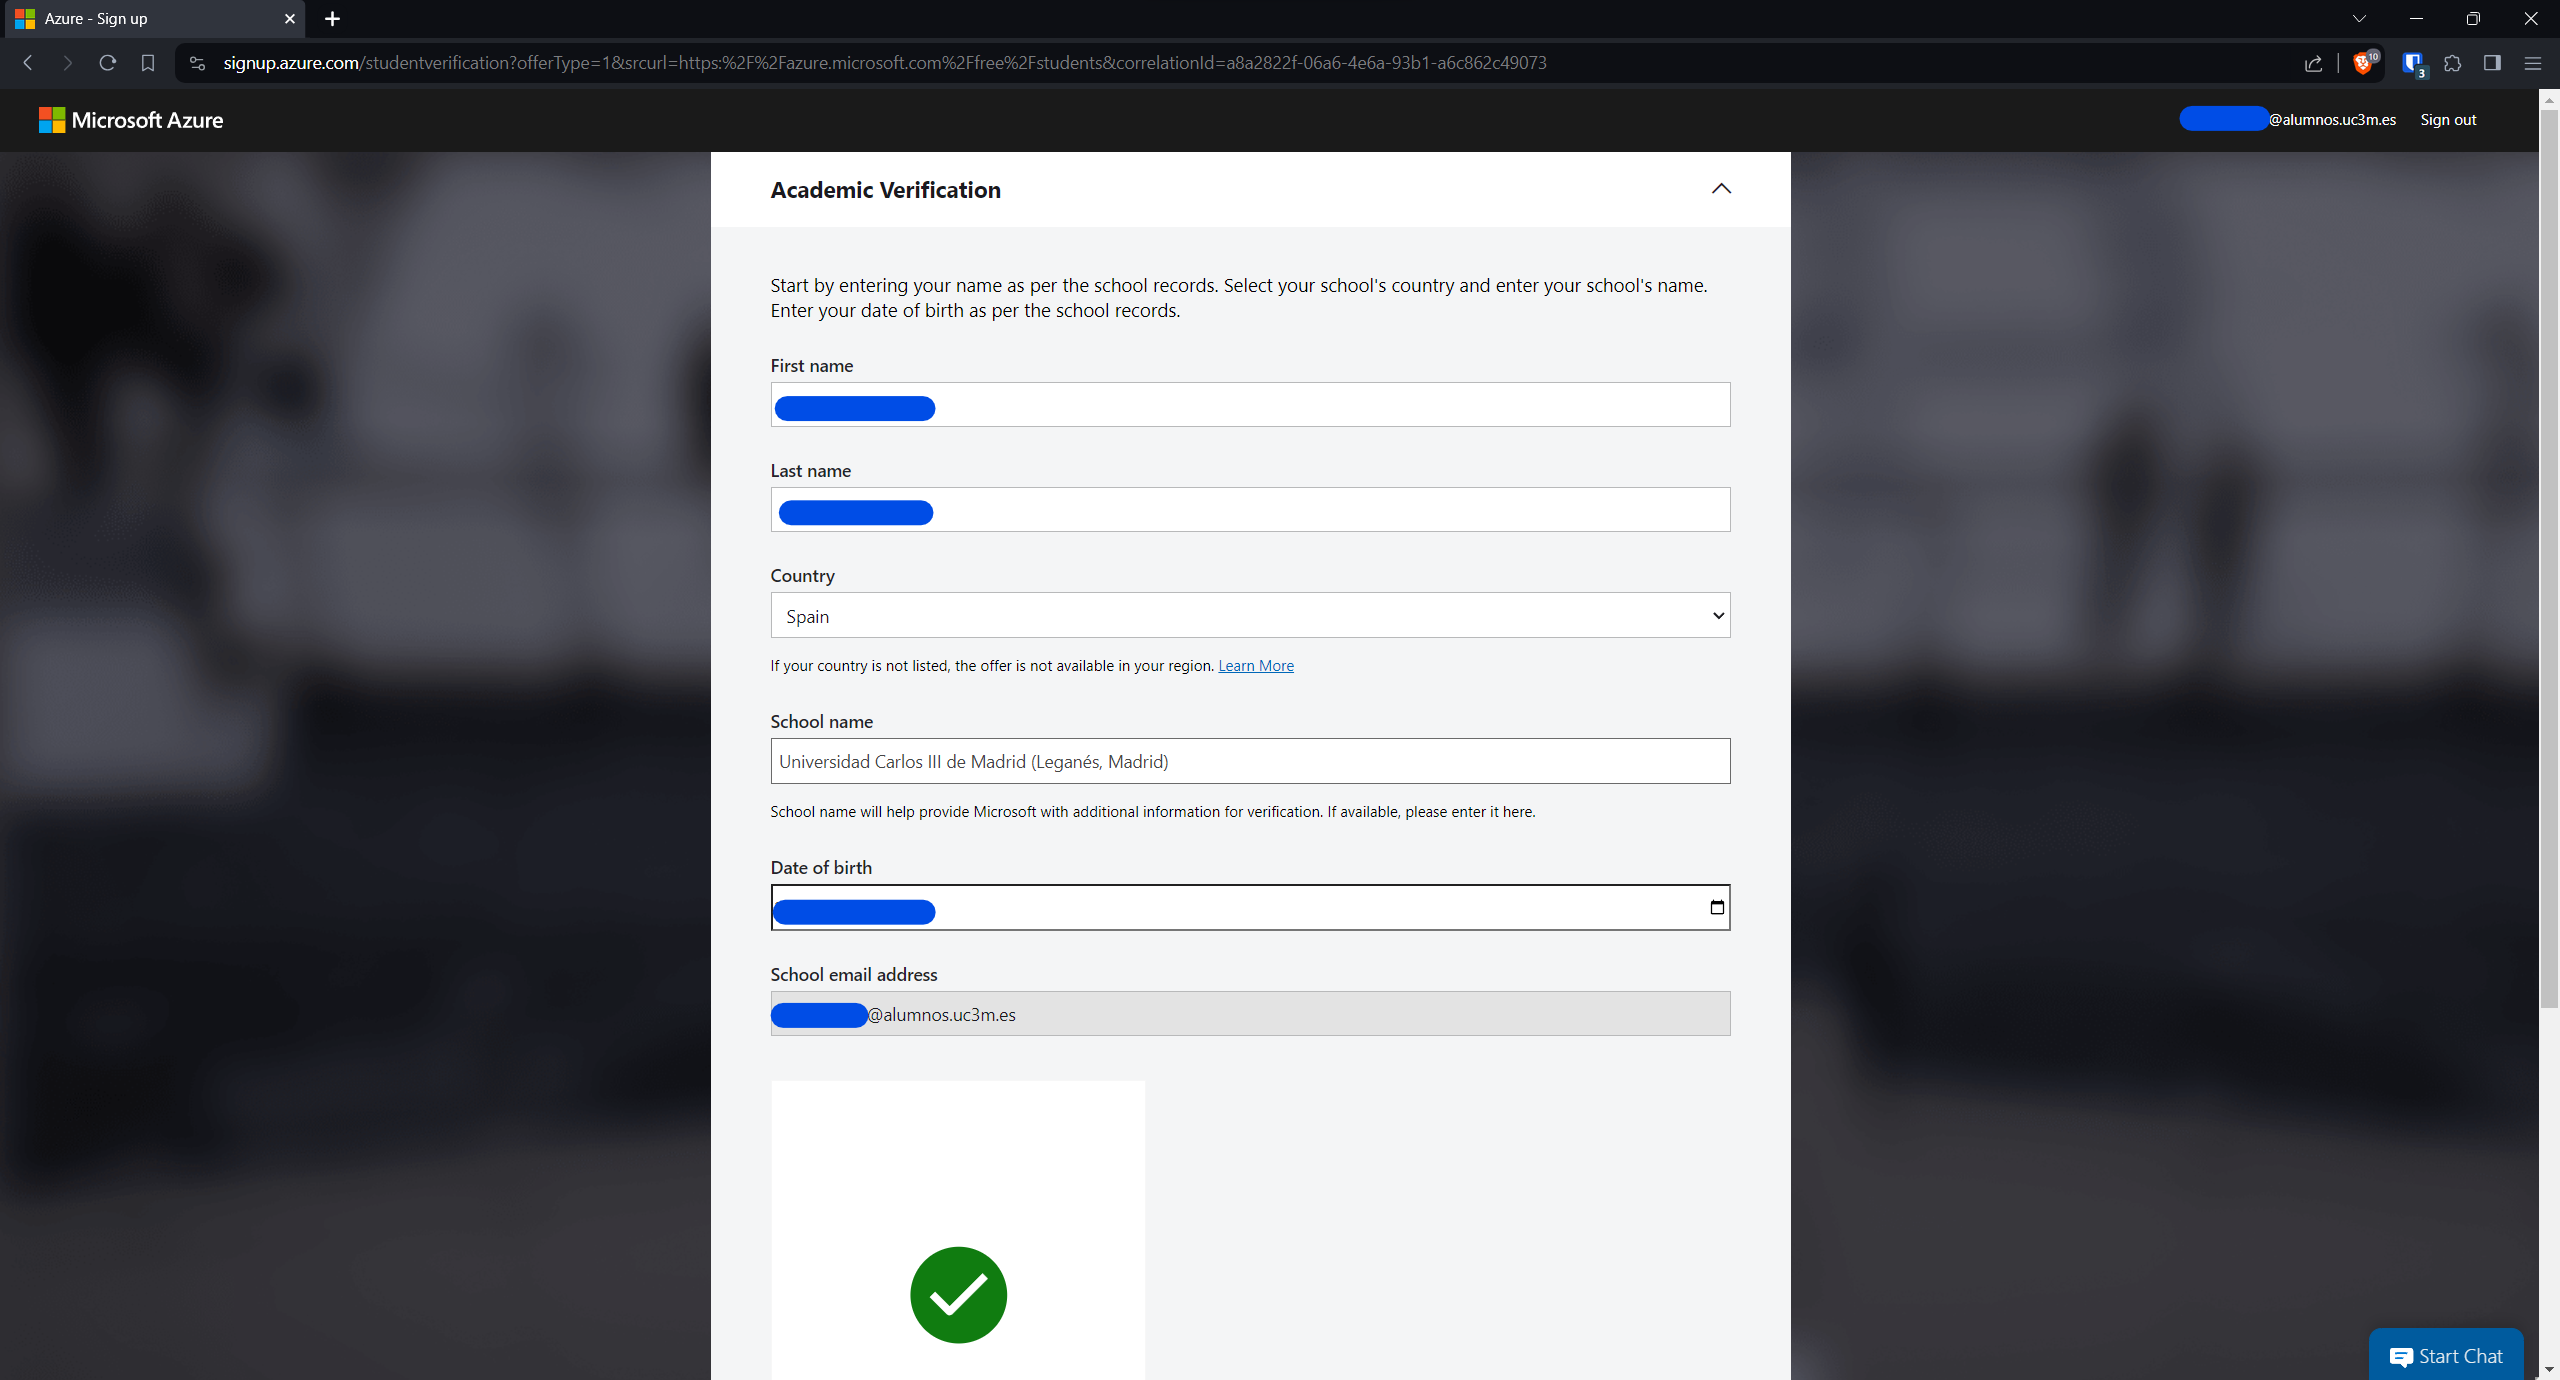 Azure - Sign up
signup.azure.com/studentverification?offerType=1&srcurl=https:%2F%2Fazure.microsoft.com%2Ffree%2Fstudents&correlationId=a8a2822f-06a6-4e6a-93b1-a6c862c49073
10
3
Microsoft Azure
@alumnos.uc3m.es
Sign out
Academic Verification
Start by entering your name as per the school records. Select your school's country and enter your school's name.
Enter your date of birth as per the school records.
First name
Last name
Country
Spain
If your country is not listed, the offer is not available in your region. Learn More
School name
Universidad Carlos III de Madrid (Leganés, Madrid)
School name will help provide Microsoft with additional information for verification. If available, please enter it here.
Date of birth
School email address
@alumnos.uc3m.es
Start Chat